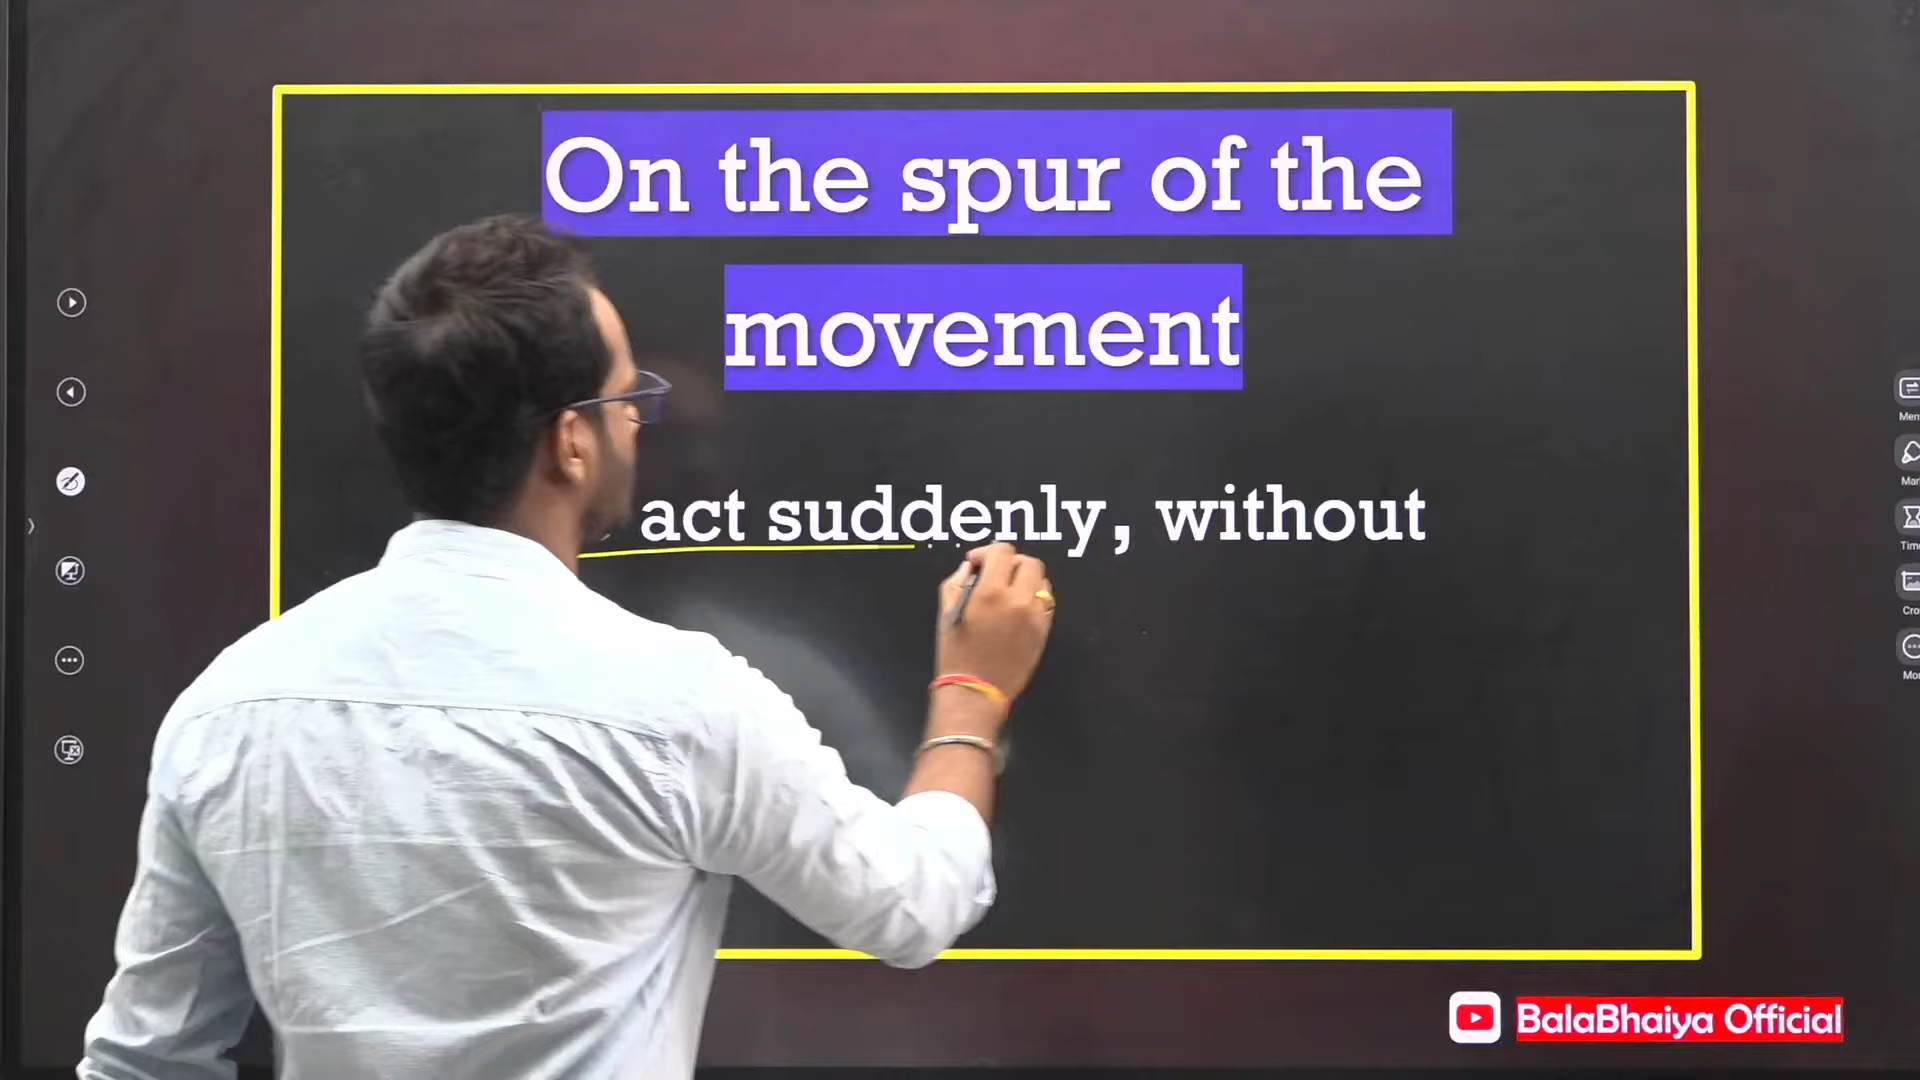 On the spur of the
movement
act suddenly, without
BalaBhaiya Official